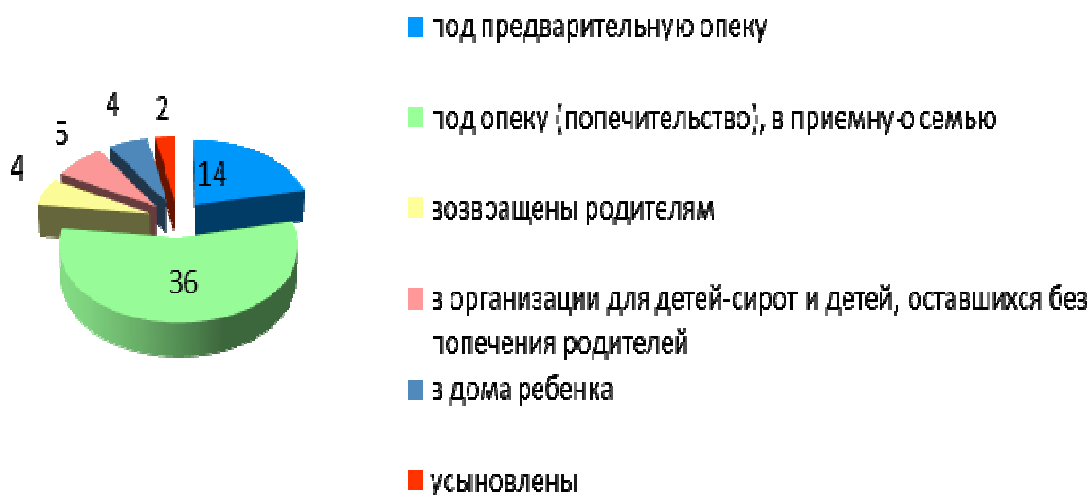 под предварительную опеку
под опеку (попечительство), в приемную семью
возвращены родителям
в организации для детей-сирот и детей, оставшихся без
попечения родителей
в дома ребенка
усыновлены
14
36
4
5
4
2